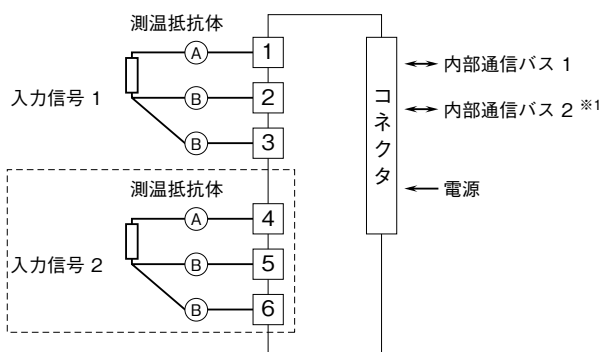 測温抵抗体
A
1
B
2
B
3
入力信号 1
測温抵抗体
A
4
B
5
B
6
入力信号 2
コネクタ
内部通信バス 1
内部通信バス 2 ※1
電源